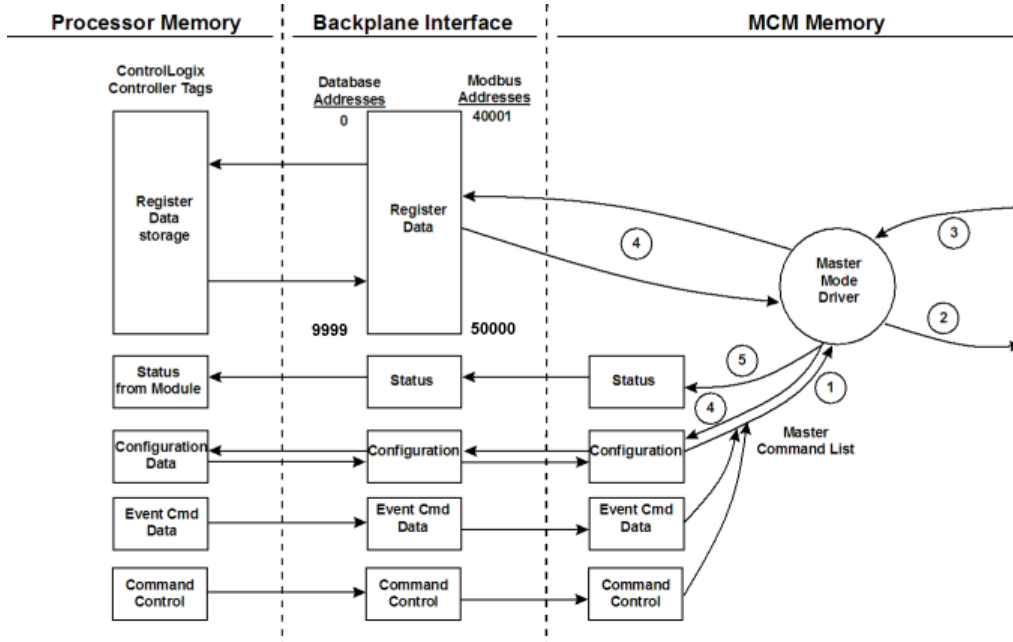 Processor Memory
Backplane Interface
MCM Memory
ControlLogix
Controller Tags
Database
Addresses
0
Modbus
Addresses
40001
Register
Data
storage
Register
Data
4
3
Master
Mode
Driver
2
9999
50000
Status
from Module
Status
Status
5
1
4
Configuration
Data
Configuration
Configuration
Master
Command List
Event Cmd
Data
Event Cmd
Data
Event Cmd
Data
Command
Control
Command
Control
Command
Control